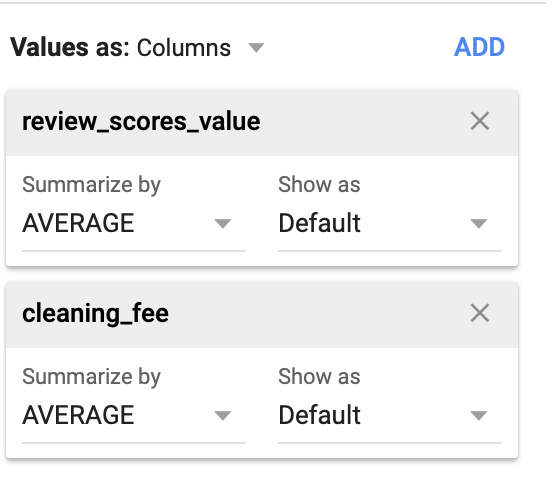 Values as: Columns ADD
review_scores_value
Summarize by Show as
AVERAGE Default
cleaning_fee
Summarize by Show as
AVERAGE Default